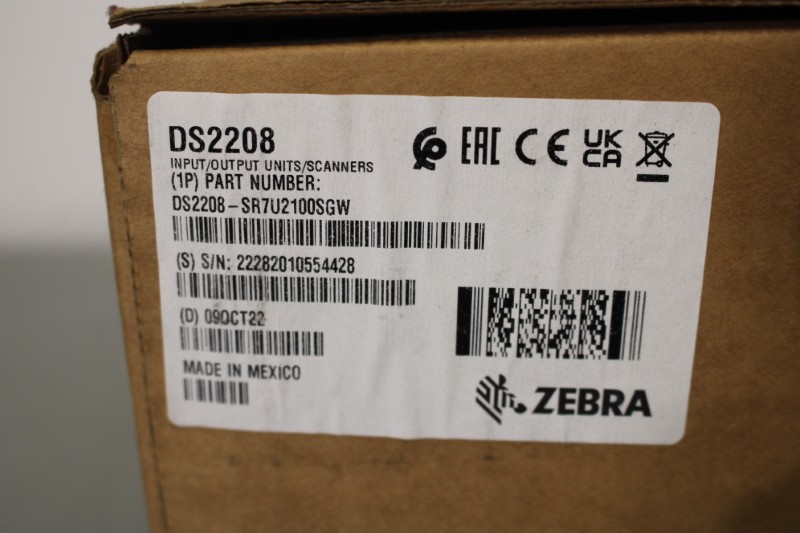 DS2208
INPUT/OUTPUT UNITS/SCANNERS
(1P) PART NUMBER:
DS2208-SR7U2100SGW
(S) S/N: 22282010554428
(D) 09OCT22
MADE IN MEXICO
EAC CE UK CA
ZEBRA